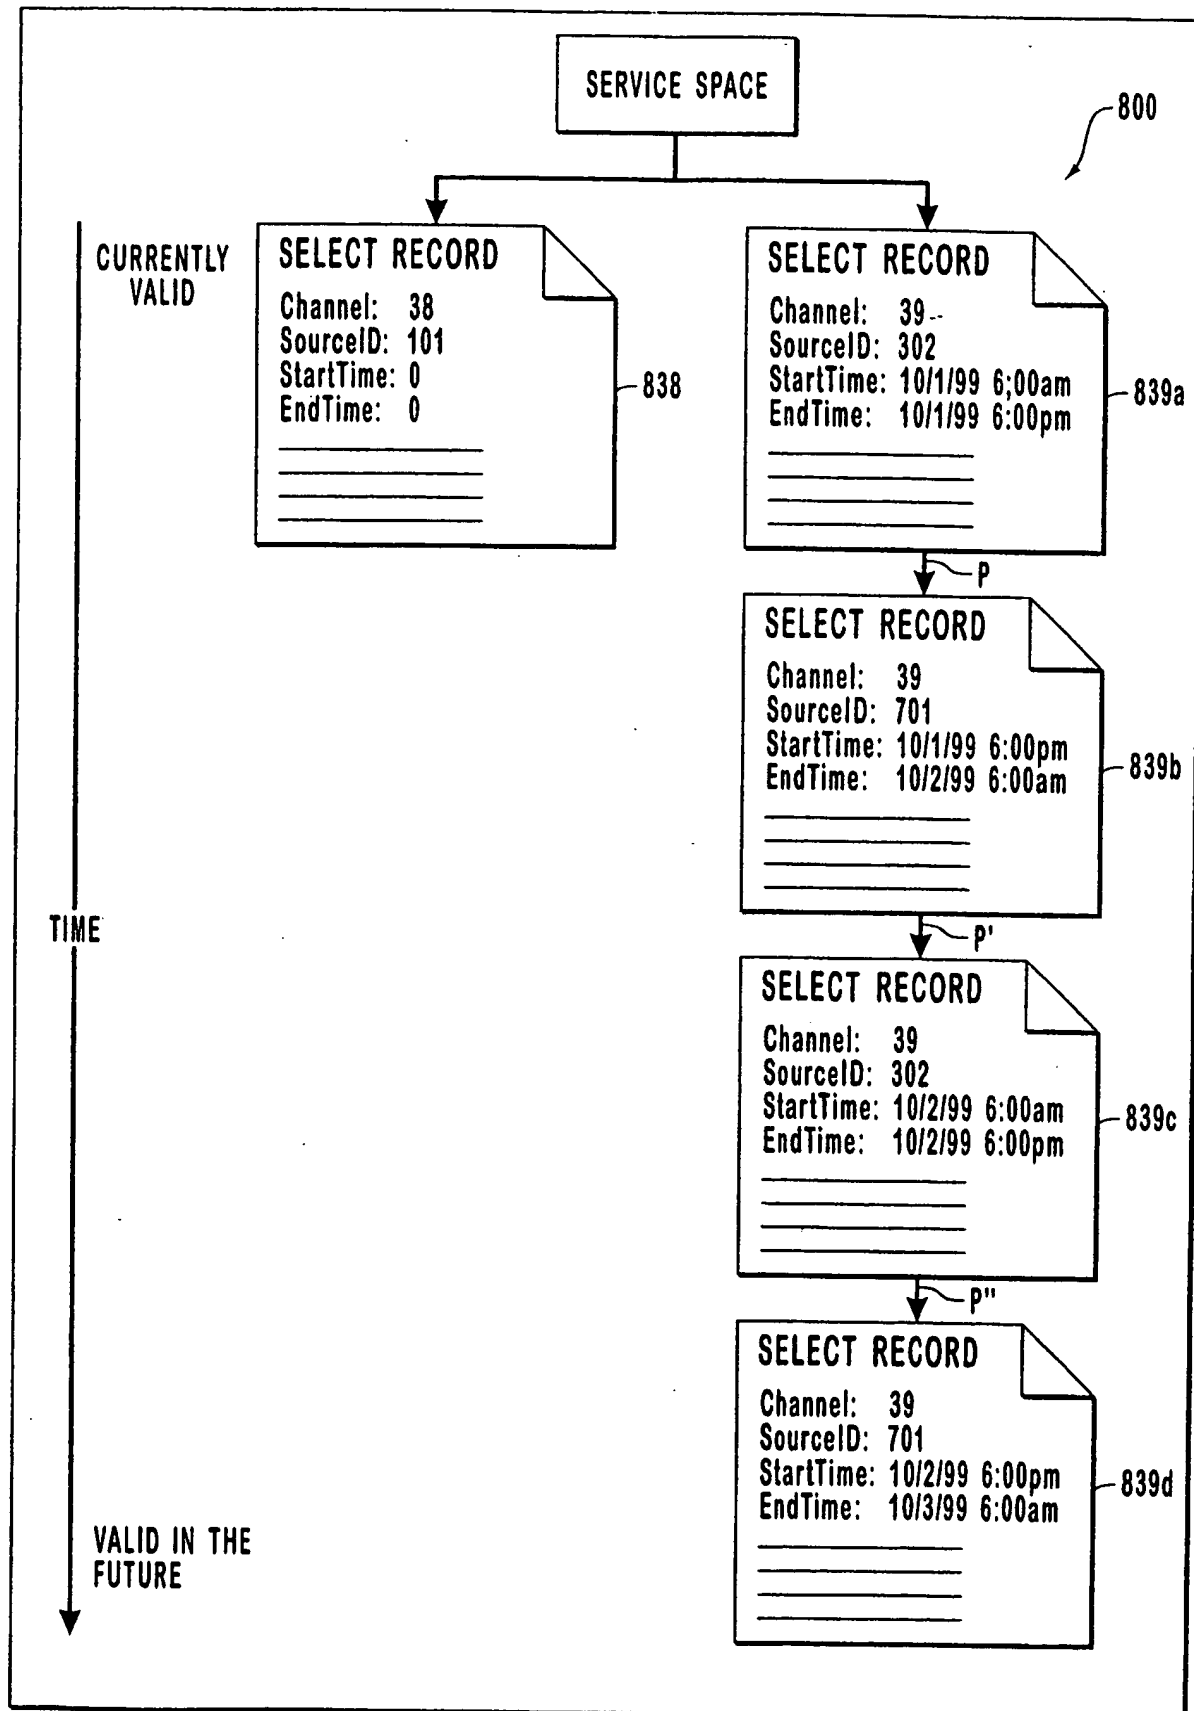 SERVICE SPACE
800
CURRENTLY
VALID
SELECT RECORD
Channel: 38
SourceID: 101
StartTime: 0
EndTime: 0
838
SELECT RECORD
Channel: 39
SourceID: 302
StartTime: 10/1/99 6;00am
EndTime: 10/1/99 6:00pm
839a
P
SELECT RECORD
Channel: 39
SourceID: 701
StartTime: 10/1/99 6:00pm
EndTime: 10/2/99 6:00am
839b
TIME
P'
SELECT RECORD
Channel: 39
SourceID: 302
StartTime: 10/2/99 6:00am
EndTime: 10/2/99 6:00pm
839c
P"
SELECT RECORD
Channel: 39
SourceID: 701
StartTime: 10/2/99 6:00pm
EndTime: 10/3/99 6:00am
839d
VALID IN THE
FUTURE